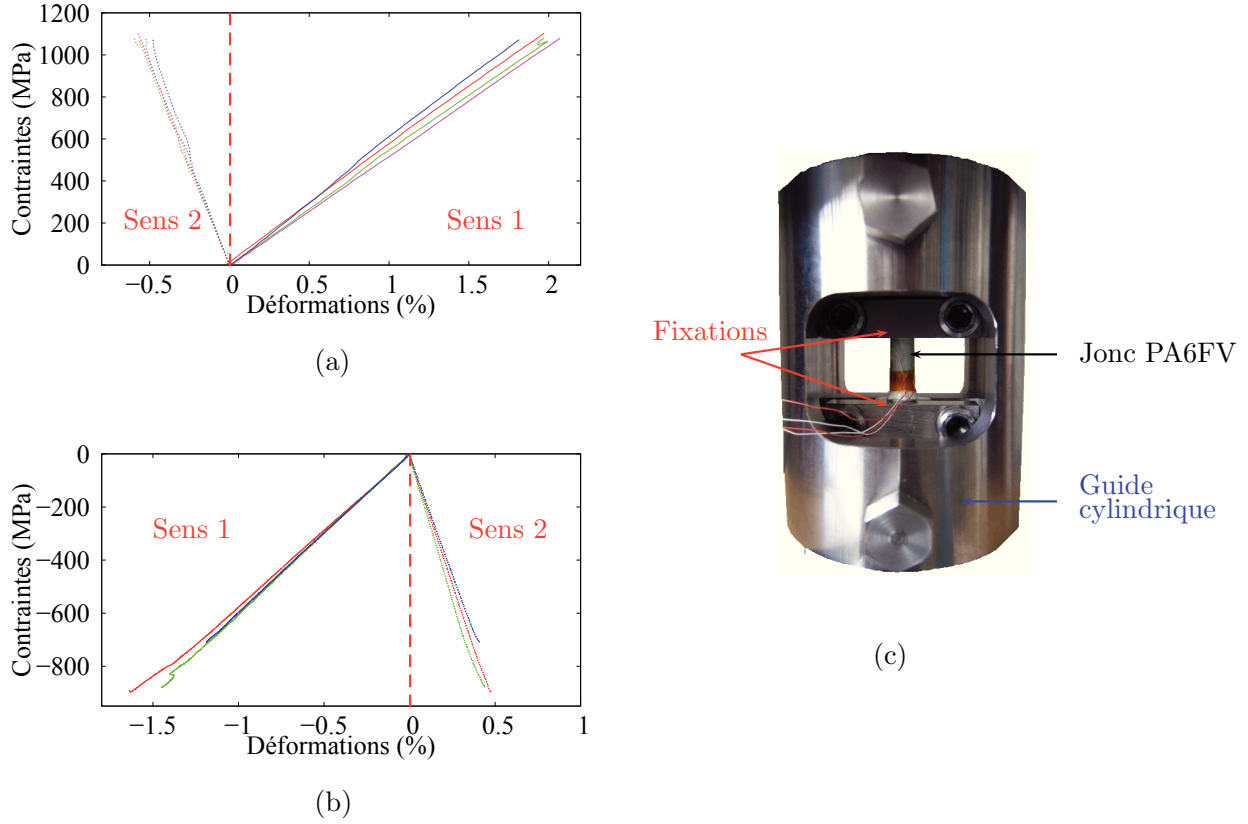 1200
1000
800
600
400
200
0
Contraintes (MPa)
Sens 2
Sens 1
−0.5
0
0.5
1
1.5
2
Déformations (%)
(a)
0
−200
−400
−600
−800
Contraintes (MPa)
Sens 1
Sens 2
−1.5
−1
−0.5
0
0.5
1
Déformations (%)
(b)
Fixations
Jonc PA6FV
Guide
cylindrique
(c)